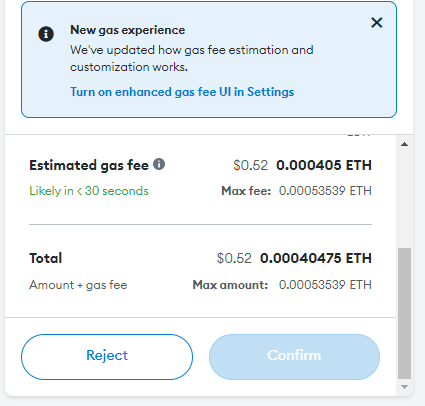 New gas experience
We've updated how gas fee estimation and
customization works.
Turn on enhanced gas fee UI in Settings
Estimated gas fee $0.52 0.000405 ETH
Likely in < 30 seconds Max fee: 0.00053539 ETH
Total $0.52 0.00040475 ETH
Amount + gas fee Max amount: 0.00053539 ETH
Reject Confirm